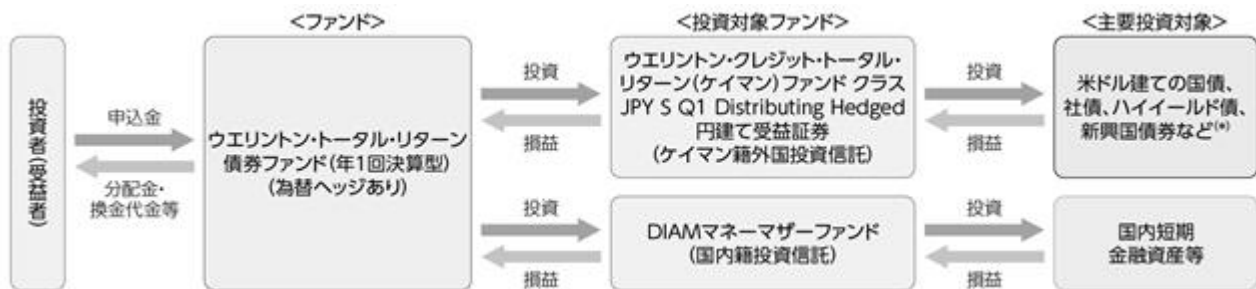 <ファンド>
<投資対象ファンド>
<主要投資対象>
投資者(受益者)
申込金
分配金・
換金代金等
ウエリントン・トータル・リターン
債券ファンド(年1回決算型)
(為替ヘッジあり)
投資
損益
ウエリントン・クレジット・トータル・
リターン(ケイマン)ファンド クラス
JPY S Q1 Distributing Hedged
円建て受益証券
(ケイマン籍外国投資信託)
投資
損益
米ドル建ての国債、
社債、ハイイールド債、
新興国債券など(*)
投資
損益
DIAMマネーマザーファンド
(国内籍投資信託)
投資
損益
国内短期
金融資産等